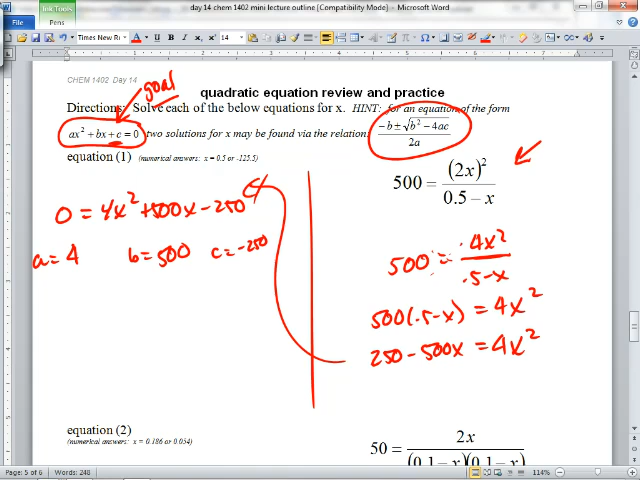 day 14 chem 1402 mini lecture outline [Compatibility Mode] - Microsoft Word
Ink Tools
File
Pens
Times New R
14
CHEM 1402 Day 14
goal
quadratic equation review and practice
Directions: Solve each of the below equations for x. HINT: for an equation of the form
ax² + bx + c = 0 two solutions for x may be found via the relation: (-b ± √(b² - 4ac)) / 2a
equation (1) (numerical answers: x = 0.5 or -125.5)
500 = (2x)² / (0.5 - x)
0 = 4x² + 500x - 250
a = 4 b = 500 c = -250
500 = 4x² / (.5 - x)
500(.5 - x) = 4x²
250 - 500x = 4x²
equation (2)
(numerical answers: x = 0.186 or 0.054)
50 = 2x / (0.1 - x)(0.1 - x)
Page: 5 of 6 Words: 248 114%